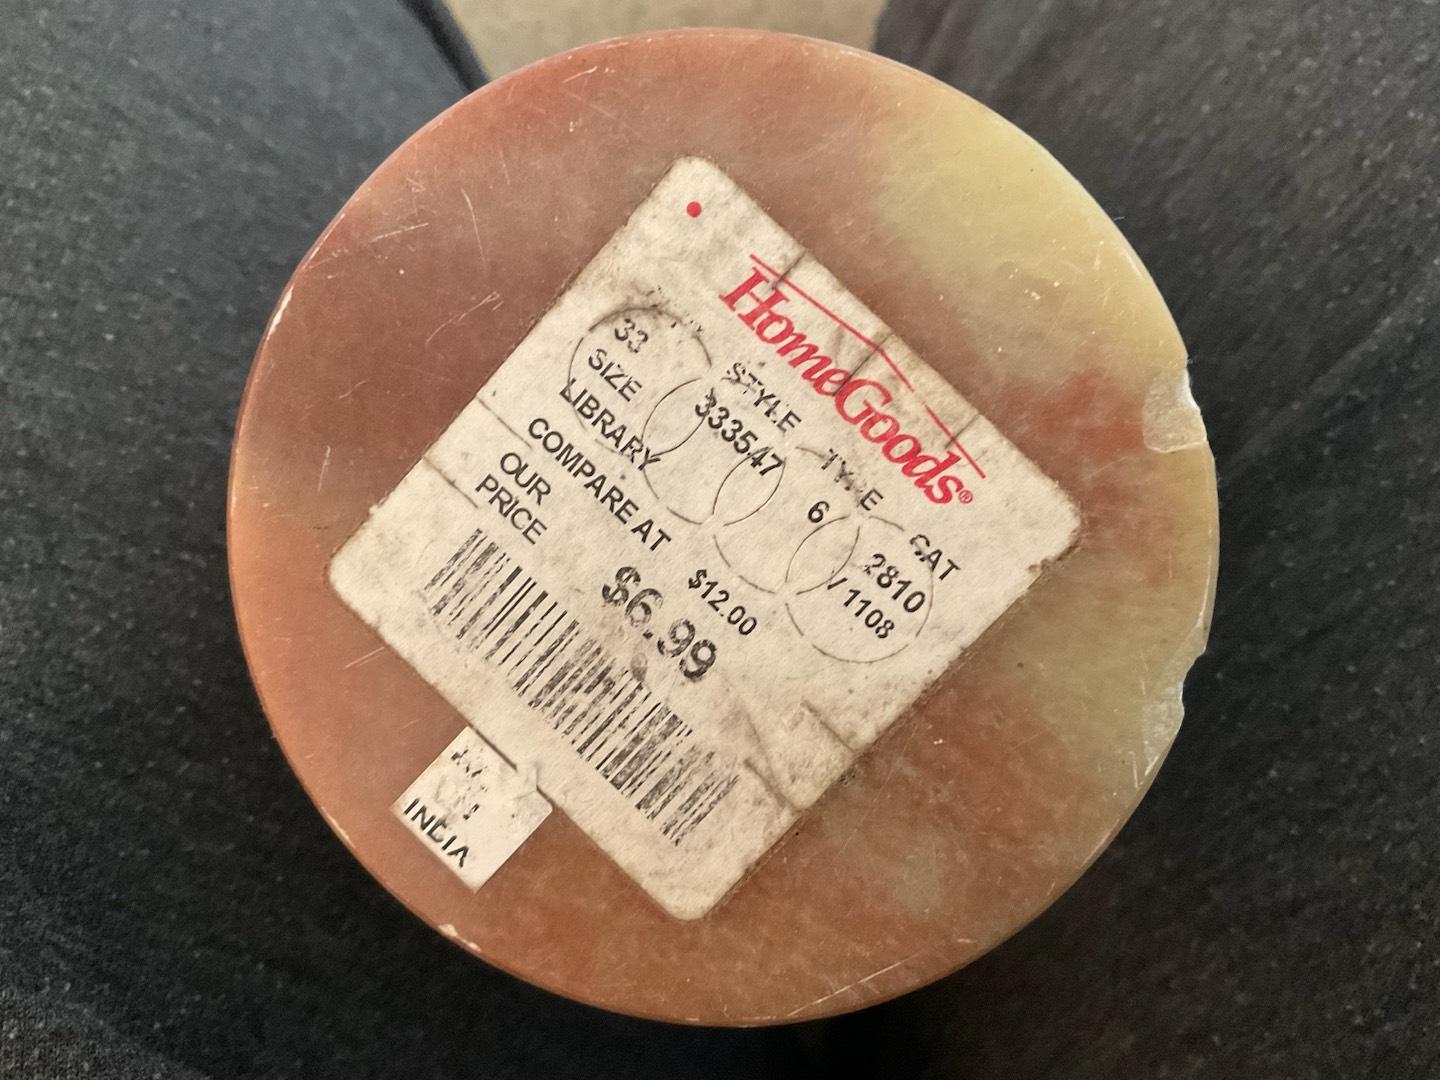 HomeGoods®
STYLE TYPE CAT
33 333547 6 2810
SIZE / 1108
LIBRARY
COMPARE AT $12.00
OUR
PRICE $6.99
INDIA